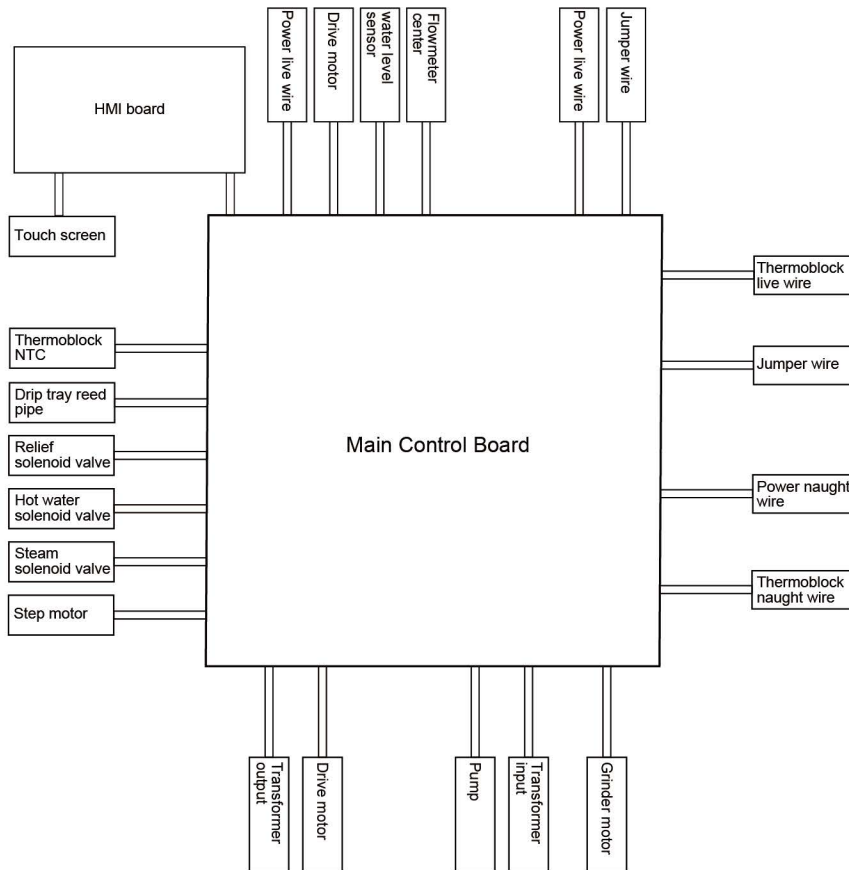 Power live wire
Drive motor
water level
sensor
Flowmeter
center
Power live wire
Jumper wire
HMI board
Touch screen
Thermoblock
live wire
Thermoblock
NTC
Jumper wire
Drip tray reed
pipe
Relief
solenoid valve
Main Control Board
Hot water
solenoid valve
Power naught
wire
Steam
solenoid valve
Thermoblock
naught wire
Step motor
Transformer
output
Drive motor
Pump
Transformer
input
Grinder motor